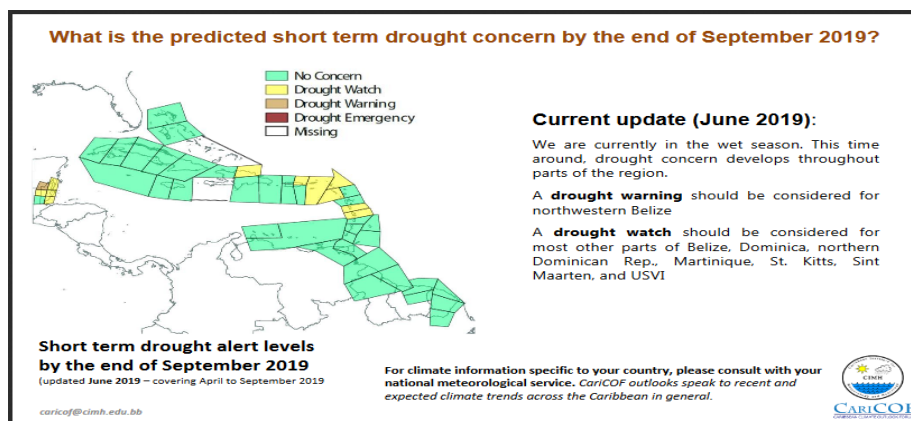 What is the predicted short term drought concern by the end of September 2019?
No Concern
Drought Watch
Drought Warning
Drought Emergency
Missing
Current update (June 2019):
We are currently in the wet season. This time
around, drought concern develops throughout
parts of the region.
A drought warning should be considered for
northwestern Belize
A drought watch should be considered for
most other parts of Belize, Dominica, northern
Dominican Rep., Martinique, St. Kitts, Sint
Maarten, and USVI
Short term drought alert levels
by the end of September 2019
(updated June 2019 – covering April to September 2019
For climate information specific to your country, please consult with your
national meteorological service. CariCOF outlooks speak to recent and
expected climate trends across the Caribbean in general.
caricof@cimh.edu.bb
CIMH
CARICOF